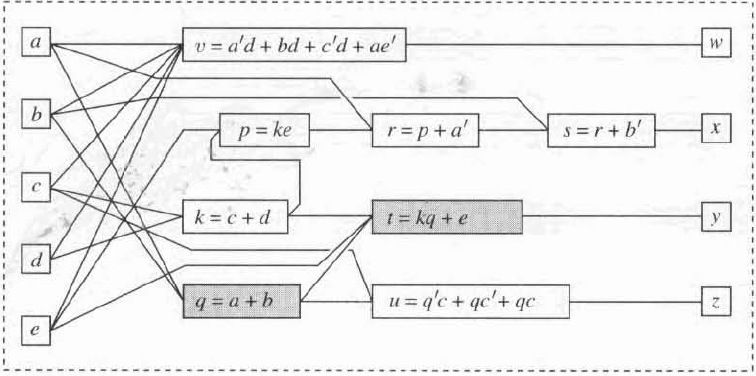 a v = a′d + bd + c′d + ae′ w
b p = ke r = p + a′ s = r + b′ x
c k = c + d t = kq + e y
d q = a + b u = q′c + qc′ + qc z
e